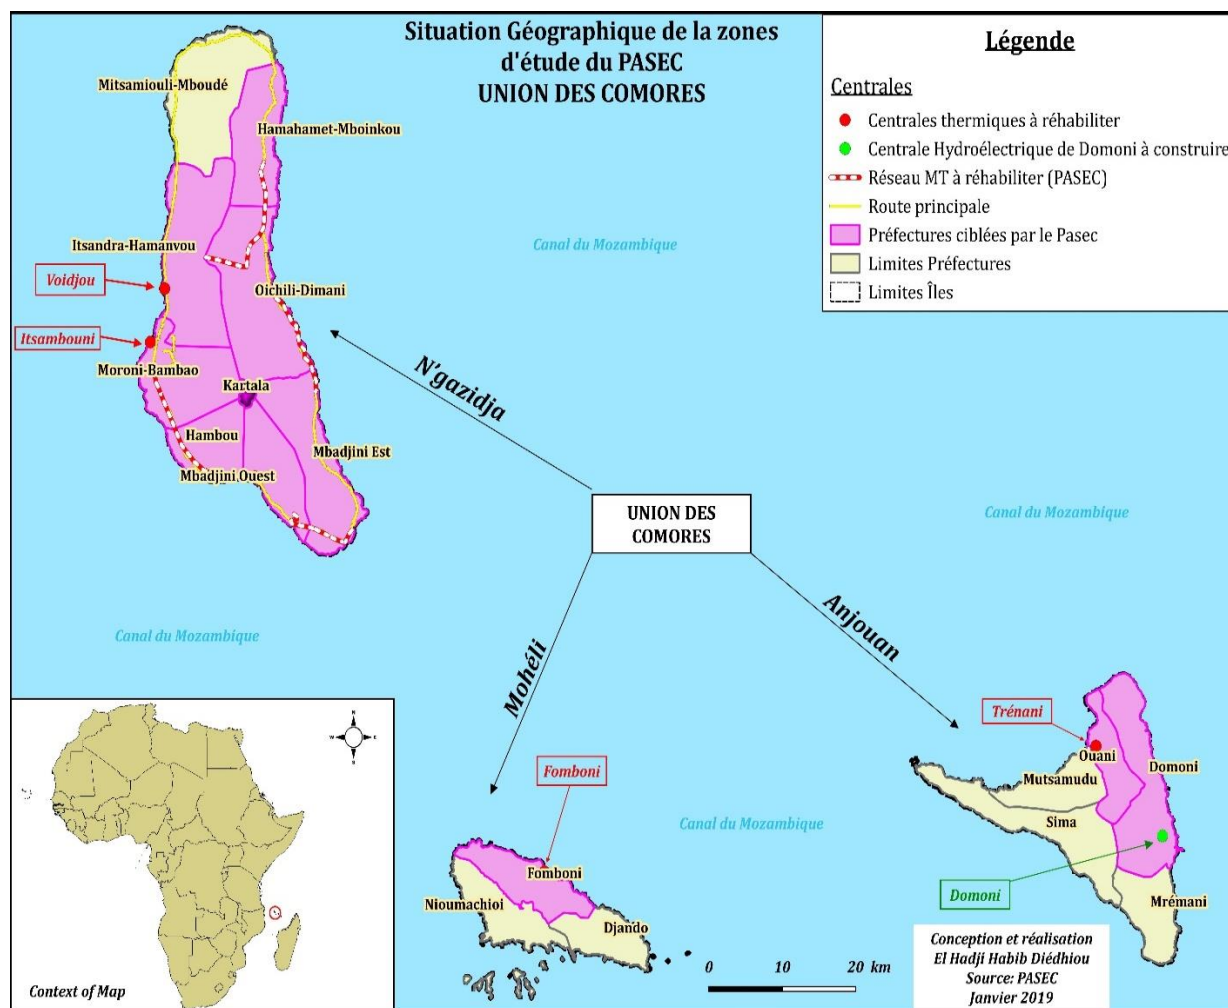 Situation Géographique de la zones
d'étude du PASEC
UNION DES COMORES
Légende
Centrales
Centrales thermiques à réhabiliter
Centrale Hydroélectrique de Domoni à construire
Réseau MT à réhabiliter (PASEC)
Route principale
Préfectures ciblées par le Pasec
Limites Préfectures
Limites Îles
Mitsamiouli-Mboudé
Hamahamet-Mboinkou
Itsandra-Hamanvou
Canal du Mozambique
Voidjou
Oichili-Dimani
Itsambouni
Moroni-Bambao
Kartala
N'gazidja
Hambou
Mbadjini Est
Mbadjini Ouest
UNION DES
COMORES
Canal du Mozambique
Canal du Mozambique
Mohéli
Anjouan
Trénani
Ouani
Domoni
Mutsamudu
Sima
Fomboni
Canal du Mozambique
Fomboni
Nioumachioi
Djando
Domoni
Mrémani
N
W
E
S
Context of Map
0 10 20 km
Conception et réalisation
El Hadji Habib Diédhiou
Source: PASEC
Janvier 2019